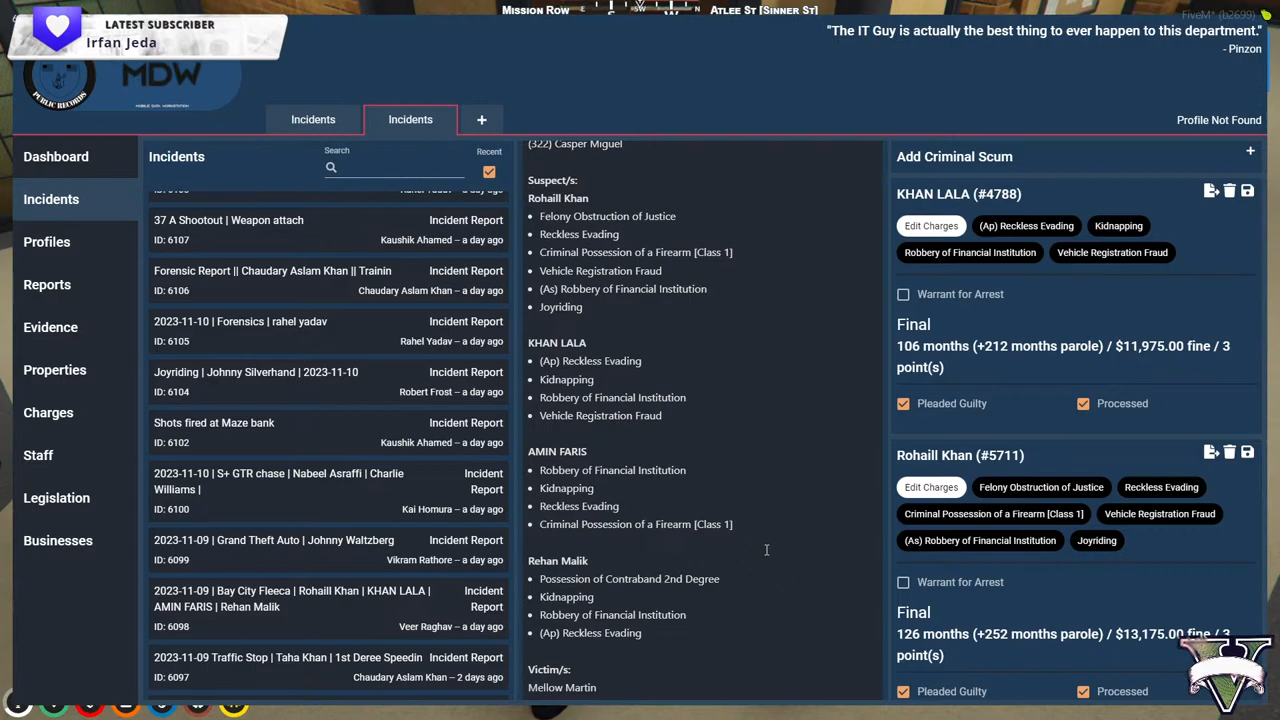 Mission Row
Atlee St [Sinner St]
FiveM* (b2699)
LATEST SUBSCRIBER
Irfan Jeda
"The IT Guy is actually the best thing to ever happen to this department."
- Pinzon
PUBLIC RECORDS
MDW
MOBILE DATA WORKSTATION
Incidents
Incidents
+
Profile Not Found
Dashboard
Incidents
Profiles
Reports
Evidence
Properties
Charges
Staff
Legislation
Businesses
Incidents
Search
Recent
37 A Shootout | Weapon attach
Incident Report
ID: 6107
Kaushik Ahamed – a day ago
Forensic Report || Chaudary Aslam Khan || Trainin
Incident Report
ID: 6106
Chaudary Aslam Khan – a day ago
2023-11-10 | Forensics | rahel yadav
Incident Report
ID: 6105
Rahel Yadav – a day ago
Joyriding | Johnny Silverhand | 2023-11-10
Incident Report
ID: 6104
Robert Frost – a day ago
Shots fired at Maze bank
Incident Report
ID: 6102
Kaushik Ahamed – a day ago
2023-11-10 | S+ GTR chase | Nabeel Asraffi | Charlie
Williams |
Incident
Report
ID: 6100
Kai Homura – a day ago
2023-11-09 | Grand Theft Auto | Johnny Waltzberg
Incident Report
ID: 6099
Vikram Rathore – a day ago
2023-11-09 | Bay City Fleeca | Rohaill Khan | KHAN LALA |
AMIN FARIS | Rehan Malik
Incident
Report
ID: 6098
Veer Raghav – a day ago
2023-11-09 Traffic Stop | Taha Khan | 1st Deree Speedin
Incident Report
ID: 6097
Chaudary Aslam Khan – 2 days ago
(322) Casper Miguel
Suspect/s:
Rohaill Khan
• Felony Obstruction of Justice
• Reckless Evading
• Criminal Possession of a Firearm [Class 1]
• Vehicle Registration Fraud
• (As) Robbery of Financial Institution
• Joyriding
KHAN LALA
• (Ap) Reckless Evading
• Kidnapping
• Robbery of Financial Institution
• Vehicle Registration Fraud
AMIN FARIS
• Robbery of Financial Institution
• Kidnapping
• Reckless Evading
• Criminal Possession of a Firearm [Class 1]
Rehan Malik
• Possession of Contraband 2nd Degree
• Kidnapping
• Robbery of Financial Institution
• (Ap) Reckless Evading
Victim/s:
Mellow Martin
Add Criminal Scum
+
KHAN LALA (#4788)
Edit Charges
(Ap) Reckless Evading
Kidnapping
Robbery of Financial Institution
Vehicle Registration Fraud
Warrant for Arrest
Final
106 months (+212 months parole) / $11,975.00 fine / 3
point(s)
Pleaded Guilty
Processed
Rohaill Khan (#5711)
Edit Charges
Felony Obstruction of Justice
Reckless Evading
Criminal Possession of a Firearm [Class 1]
Vehicle Registration Fraud
(As) Robbery of Financial Institution
Joyriding
Warrant for Arrest
Final
126 months (+252 months parole) / $13,175.00 fine / 3
point(s)
Pleaded Guilty
Processed
V